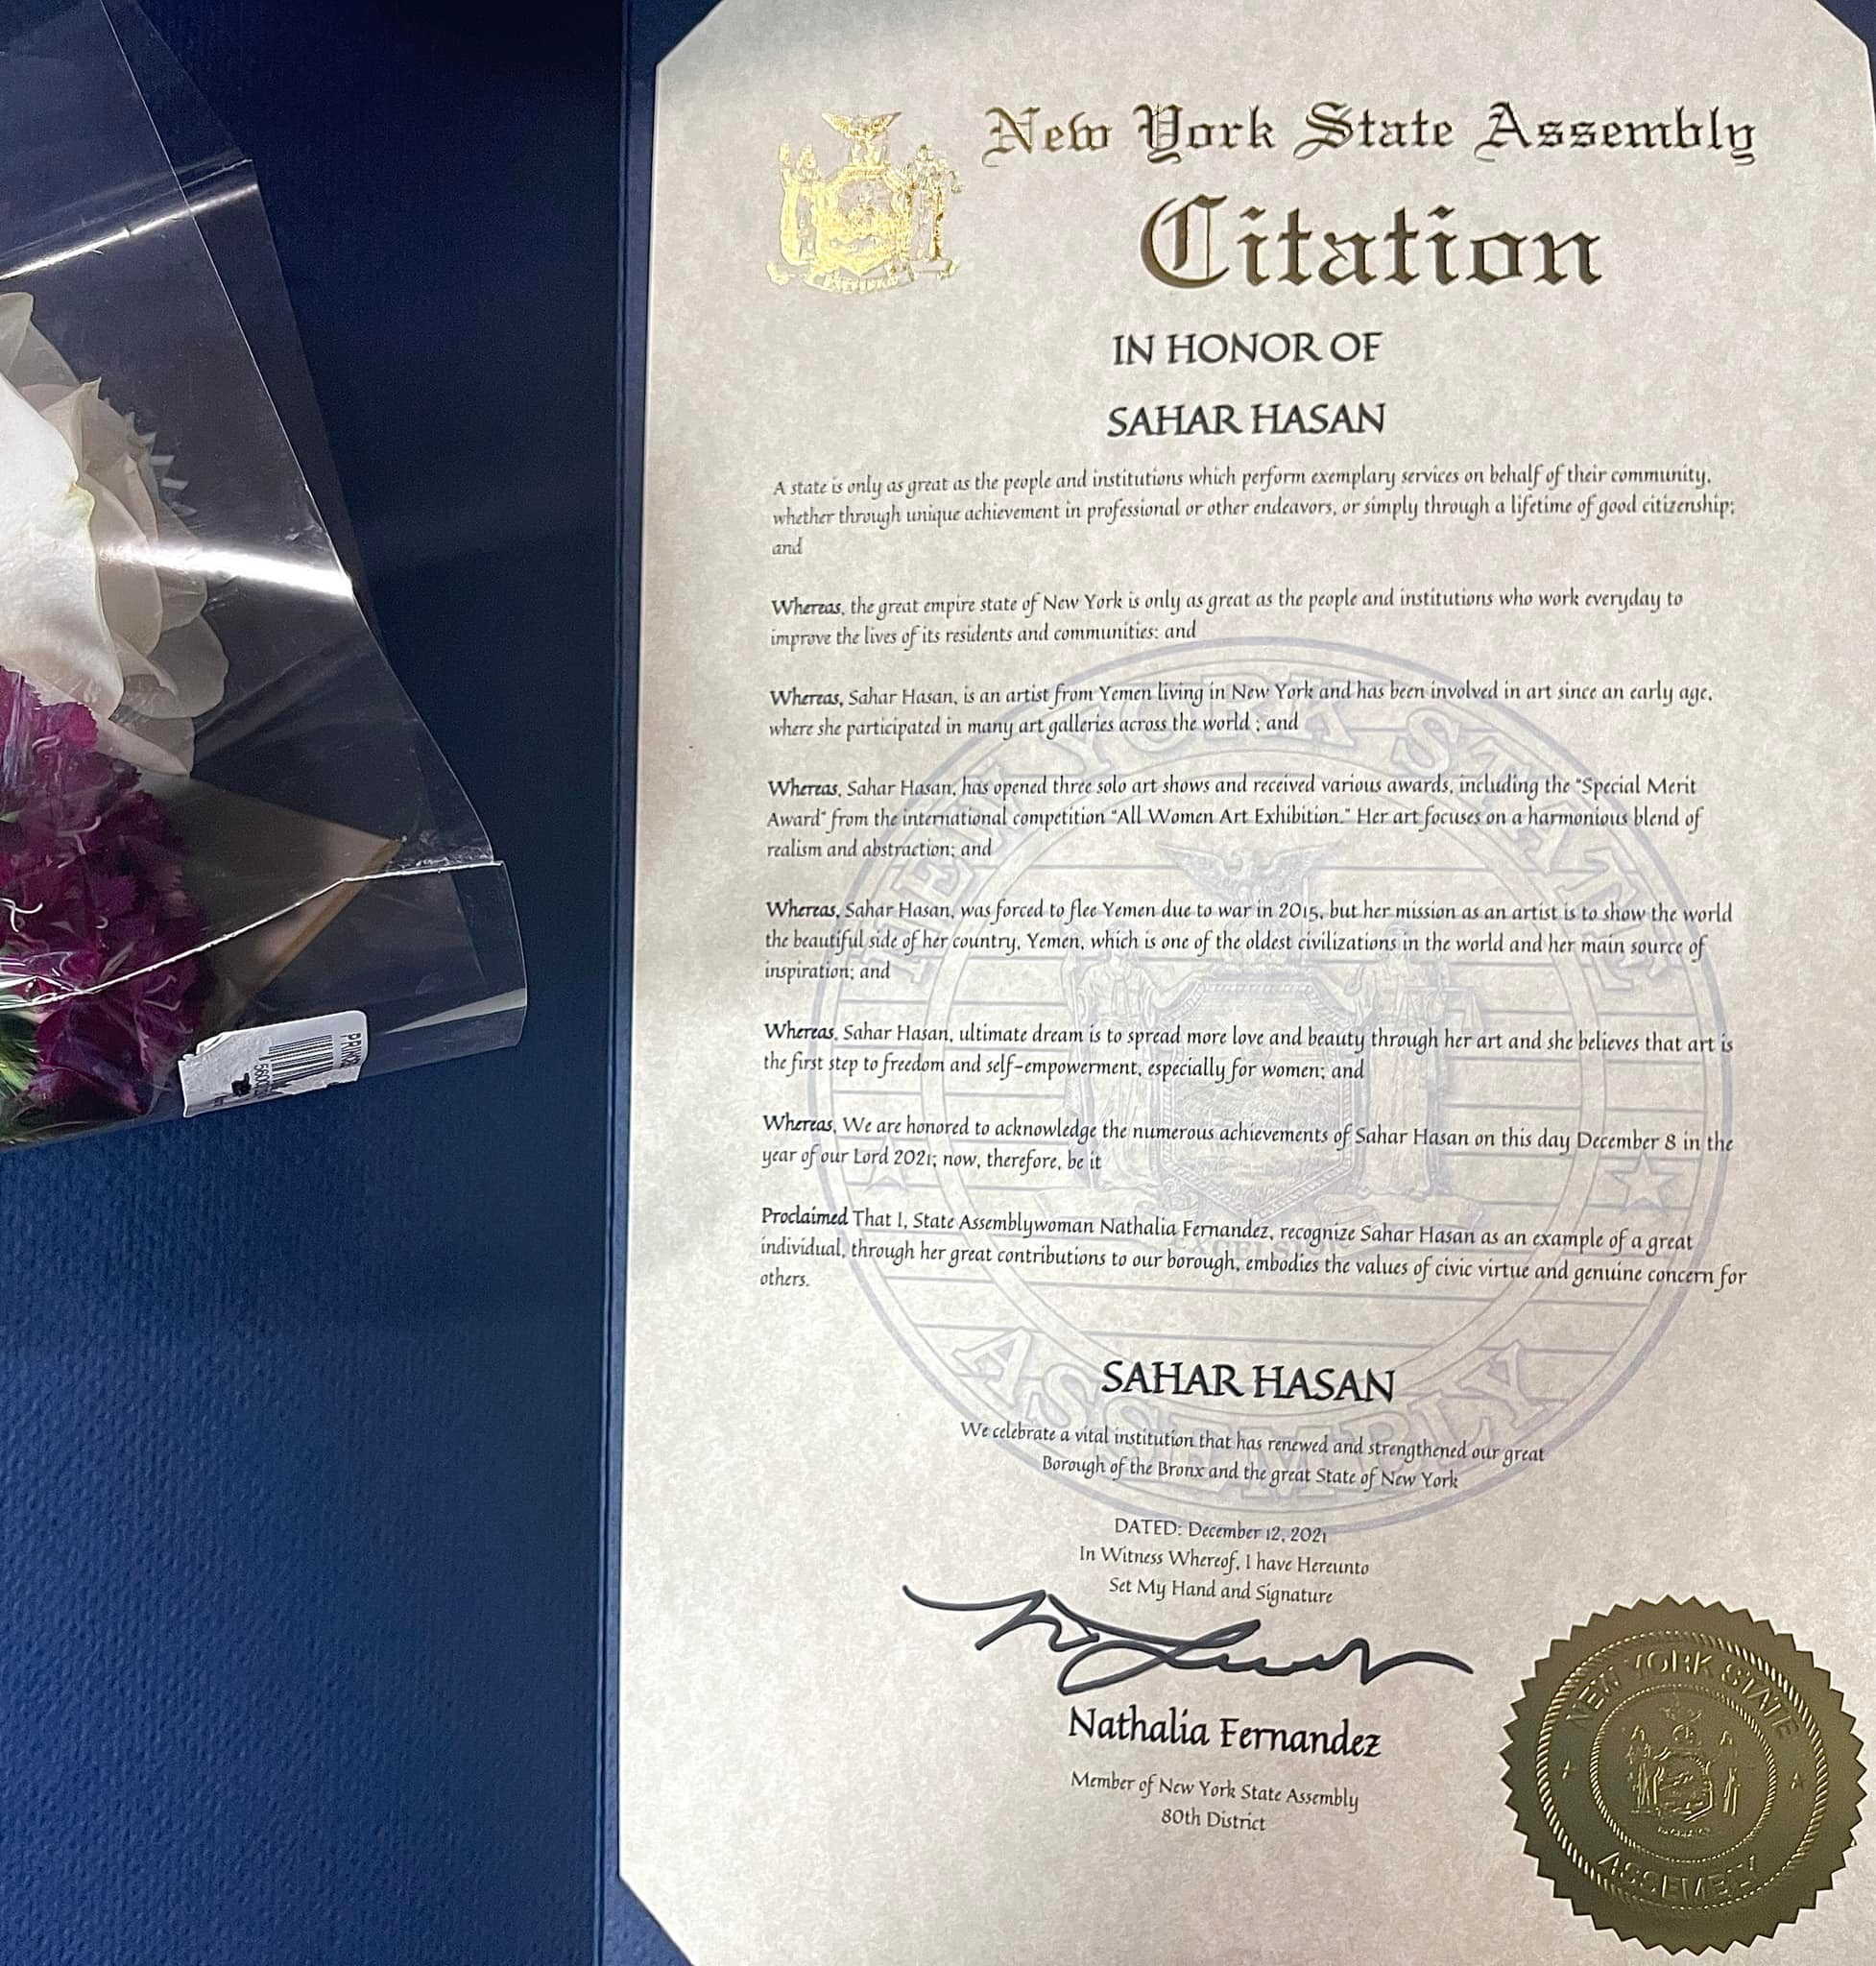 New York State Assembly
Citation
IN HONOR OF
SAHAR HASAN
A state is only as great as the people and institutions which perform exemplary services on behalf of their community,
whether through unique achievement in professional or other endeavors, or simply through a lifetime of good citizenship;
and
Whereas, the great empire state of New York is only as great as the people and institutions who work everyday to
improve the lives of its residents and communities; and
Whereas, Sahar Hasan, is an artist from Yemen living in New York and has been involved in art since an early age,
where she participated in many art galleries across the world ; and
Whereas, Sahar Hasan, has opened three solo art shows and received various awards, including the "Special Merit
Award" from the international competition "All Women Art Exhibition." Her art focuses on a harmonious blend of
realism and abstraction; and
Whereas, Sahar Hasan, was forced to flee Yemen due to war in 2015, but her mission as an artist is to show the world
the beautiful side of her country, Yemen, which is one of the oldest civilizations in the world and her main source of
inspiration; and
Whereas, Sahar Hasan, ultimate dream is to spread more love and beauty through her art and she believes that art is
the first step to freedom and self-empowerment, especially for women; and
Whereas, We are honored to acknowledge the numerous achievements of Sahar Hasan on this day December 8 in the
year of our Lord 2021; now, therefore, be it
Proclaimed That I, State Assemblywoman Nathalia Fernandez, recognize Sahar Hasan as an example of a great
individual, through her great contributions to our borough, embodies the values of civic virtue and genuine concern for
others.
SAHAR HASAN
We celebrate a vital institution that has renewed and strengthened our great
Borough of the Bronx and the great State of New York
DATED: December 12, 2021
In Witness Whereof, I have Hereunto
Set My Hand and Signature
Nathalia Fernandez
Member of New York State Assembly
80th District
NEW YORK STATE
ASSEMBLY
EXCELSIOR
NEW YORK STATE
ASSEMBLY